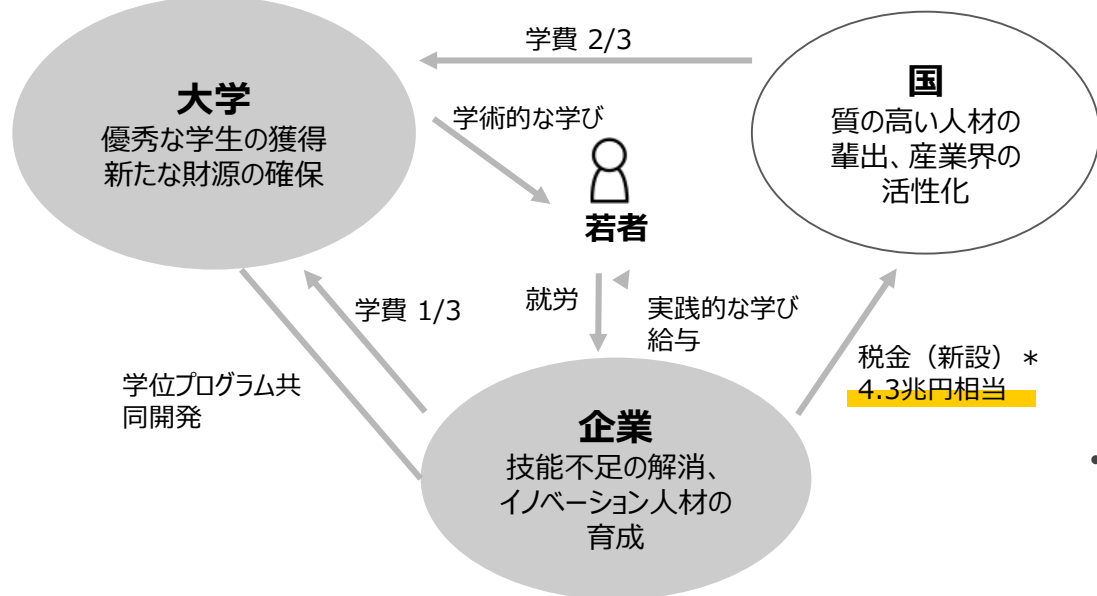 学費 2/3
大学
優秀な学生の獲得
新たな財源の確保
国
質の高い人材の
輩出、産業界の
活性化
学術的な学び
若者
就労
実践的な学び
給与
学費 1/3
税金（新設）＊
4.3兆円相当
学位プログラム共
同開発
企業
技能不足の解消、
イノベーション人材の
育成
•